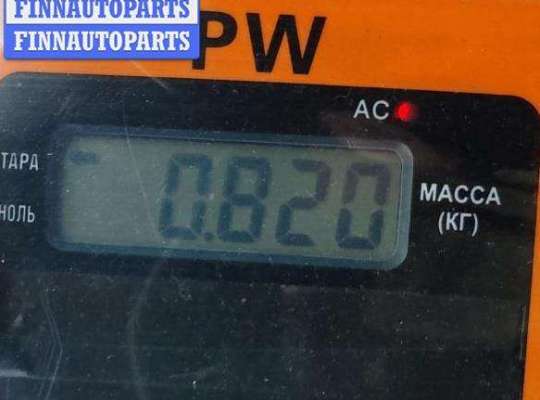 FINNAUTOPARTS
FINNAUTOPARTS
PW
AC
ТАРА
0.820
МАССА
(КГ)
НОЛЬ